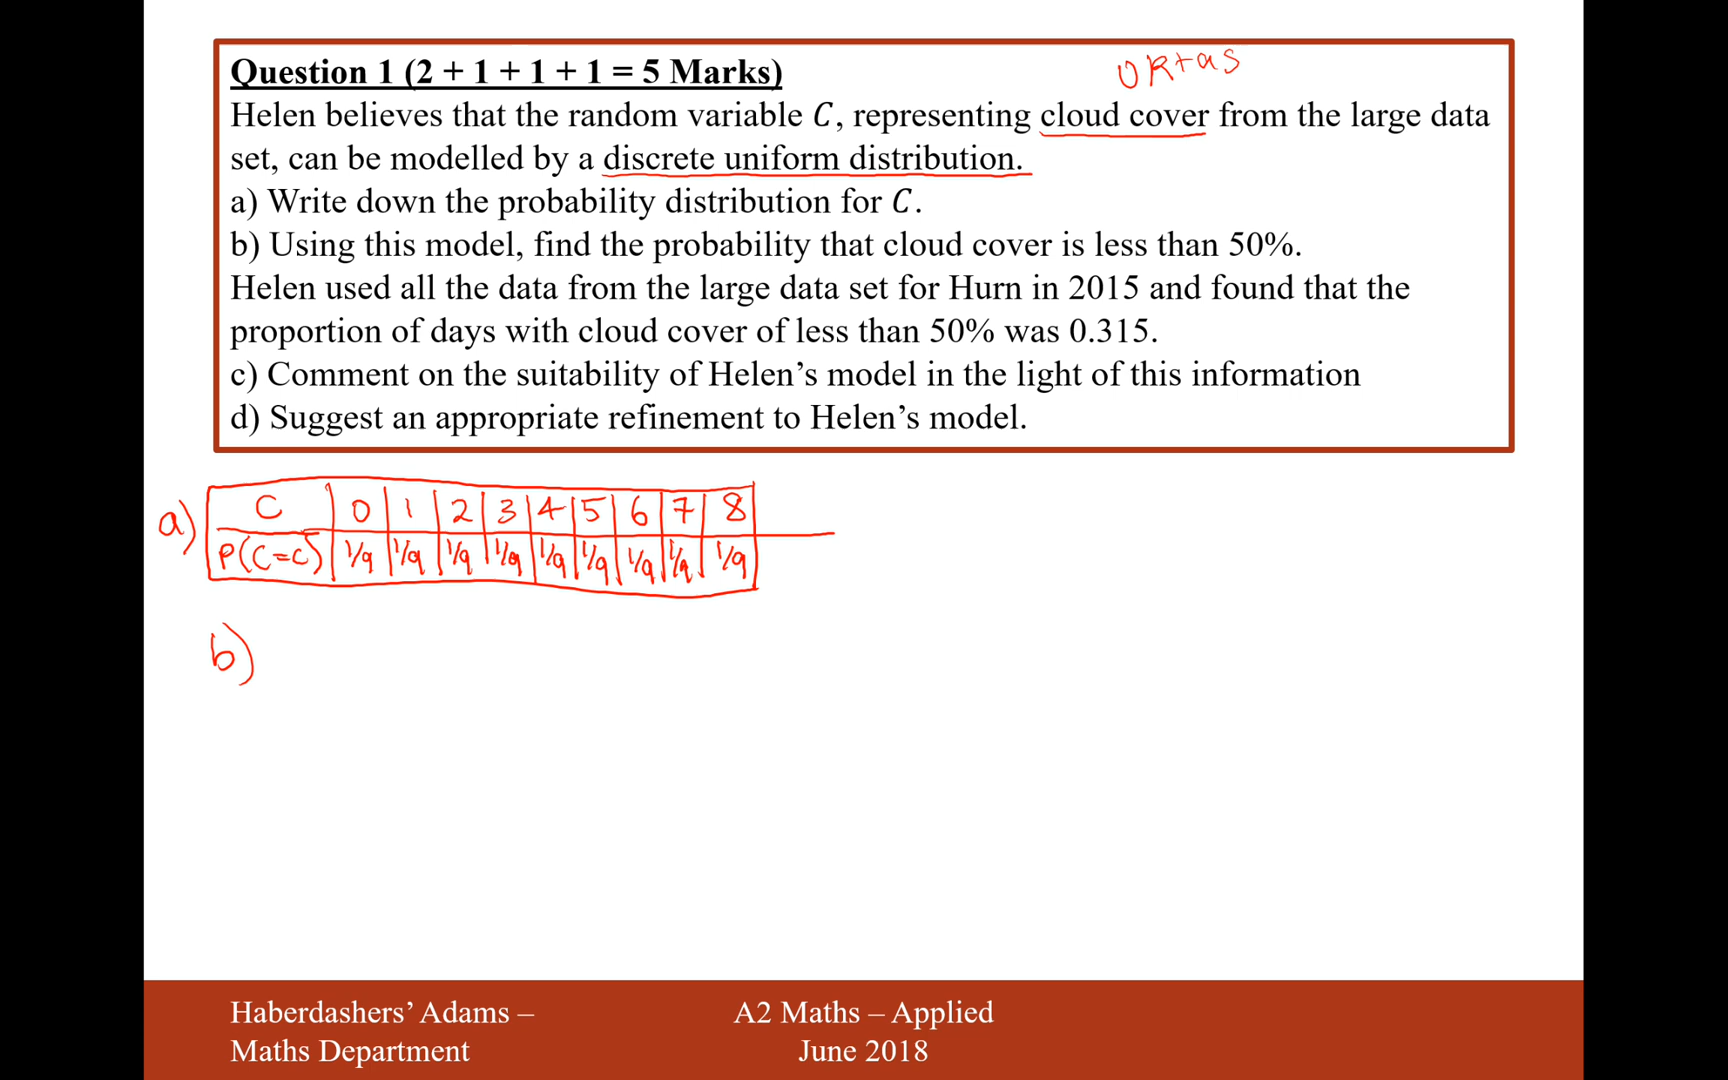 Question 1 (2 + 1 + 1 + 1 = 5 Marks)
oktas
Helen believes that the random variable C, representing cloud cover from the large data
set, can be modelled by a discrete uniform distribution.
a) Write down the probability distribution for C.
b) Using this model, find the probability that cloud cover is less than 50%.
Helen used all the data from the large data set for Hurn in 2015 and found that the
proportion of days with cloud cover of less than 50% was 0.315.
c) Comment on the suitability of Helen’s model in the light of this information
d) Suggest an appropriate refinement to Helen’s model.
a) C 0 1 2 3 4 5 6 7 8
P(C=c) 1/9 1/9 1/9 1/9 1/9 1/9 1/9 1/9 1/9
b)
Haberdashers’ Adams –
Maths Department
A2 Maths – Applied
June 2018